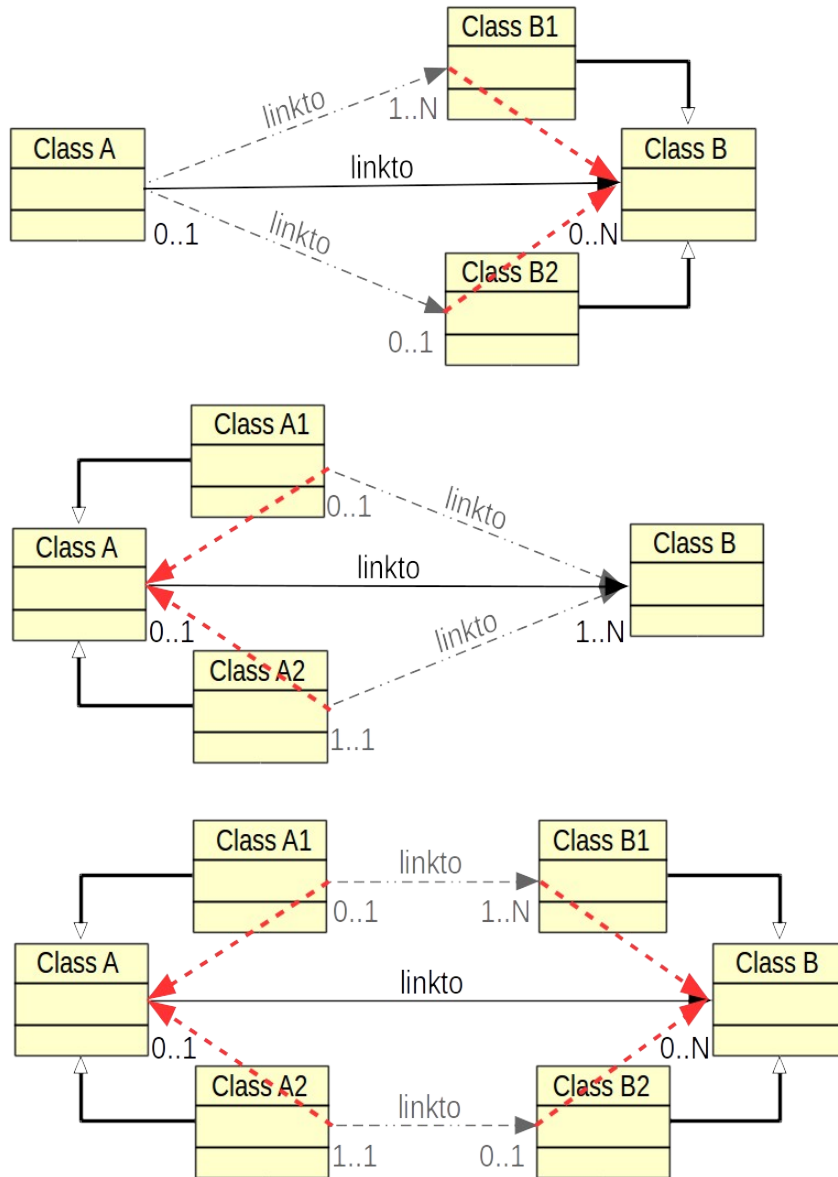 Class B1
linkto
1..N
Class A
linkto
Class B
0..1
linkto
0..N
Class B2
0..1
Class A1
0..1
linkto
Class A
linkto
Class B
0..1
linkto
1..N
Class A2
1..1
Class A1
linkto
Class B1
0..1
1..N
Class A
linkto
Class B
0..1
0..N
Class A2
linkto
Class B2
1..1
0..1